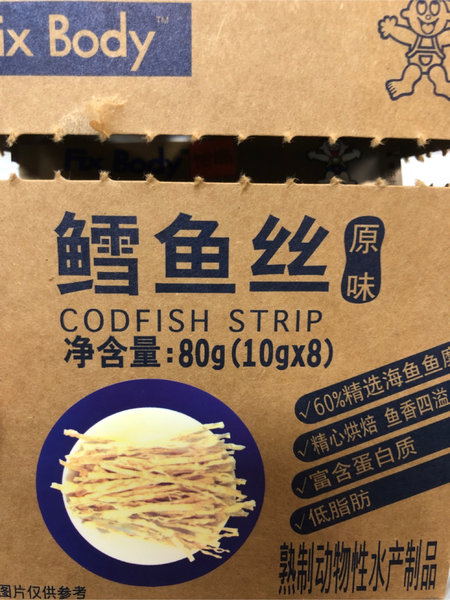 ix Body™
Fix Body
鳕鱼丝
原味
CODFISH STRIP
净含量:80g(10gx8)
✓60%精选海鱼鱼
✓精心烘焙 鱼香四溢
✓富含蛋白质
✓低脂肪
熟制动物性水产制品
图片仅供参考